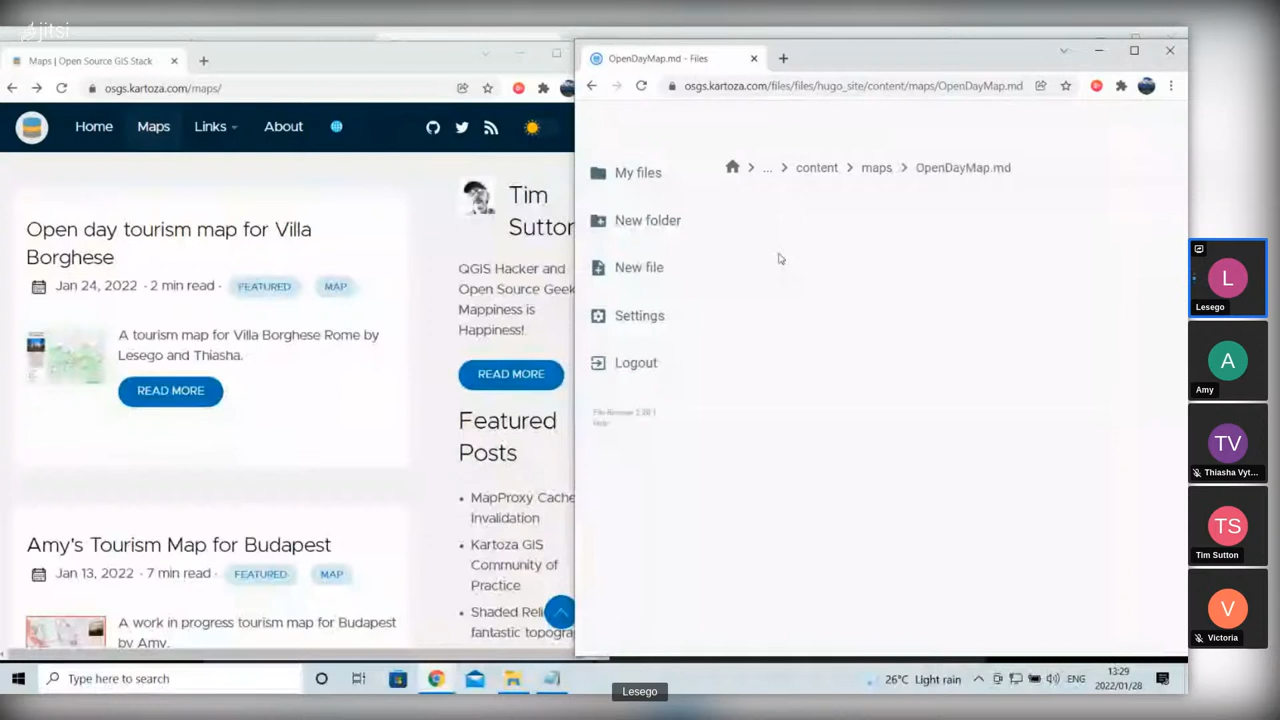 jitsi
Maps | Open Source GIS Stack
osgs.kartoza.com/maps/
Home
Maps
Links
About
Open day tourism map for Villa
Borghese
Jan 24, 2022 · 2 min read ·
FEATURED
MAP
A tourism map for Villa Borghese Rome by
Lesego and Thiasha.
READ MORE
Amy's Tourism Map for Budapest
Jan 13, 2022 · 7 min read ·
FEATURED
MAP
A work in progress tourism map for Budapest
by Amy.
Tim
Sutton
QGIS Hacker and
Open Source Geek.
Mappiness is
Happiness!.
READ MORE
Featured
Posts
• MapProxy Cache
Invalidation
• Kartoza GIS
Community of
Practice
• Shaded Reli
fantastic topogra
OpenDayMap.md - Files
osgs.kartoza.com/files/files/hugo_site/content/maps/OpenDayMap.md
My files
New folder
New file
Settings
Logout
Help
... > content > maps > OpenDayMap.md
L
Lesego
A
Amy
TV
Thiasha Vyt...
TS
Tim Sutton
V
Victoria
Type here to search
26°C Light rain
ENG
13:29
2022/01/28
Lesego